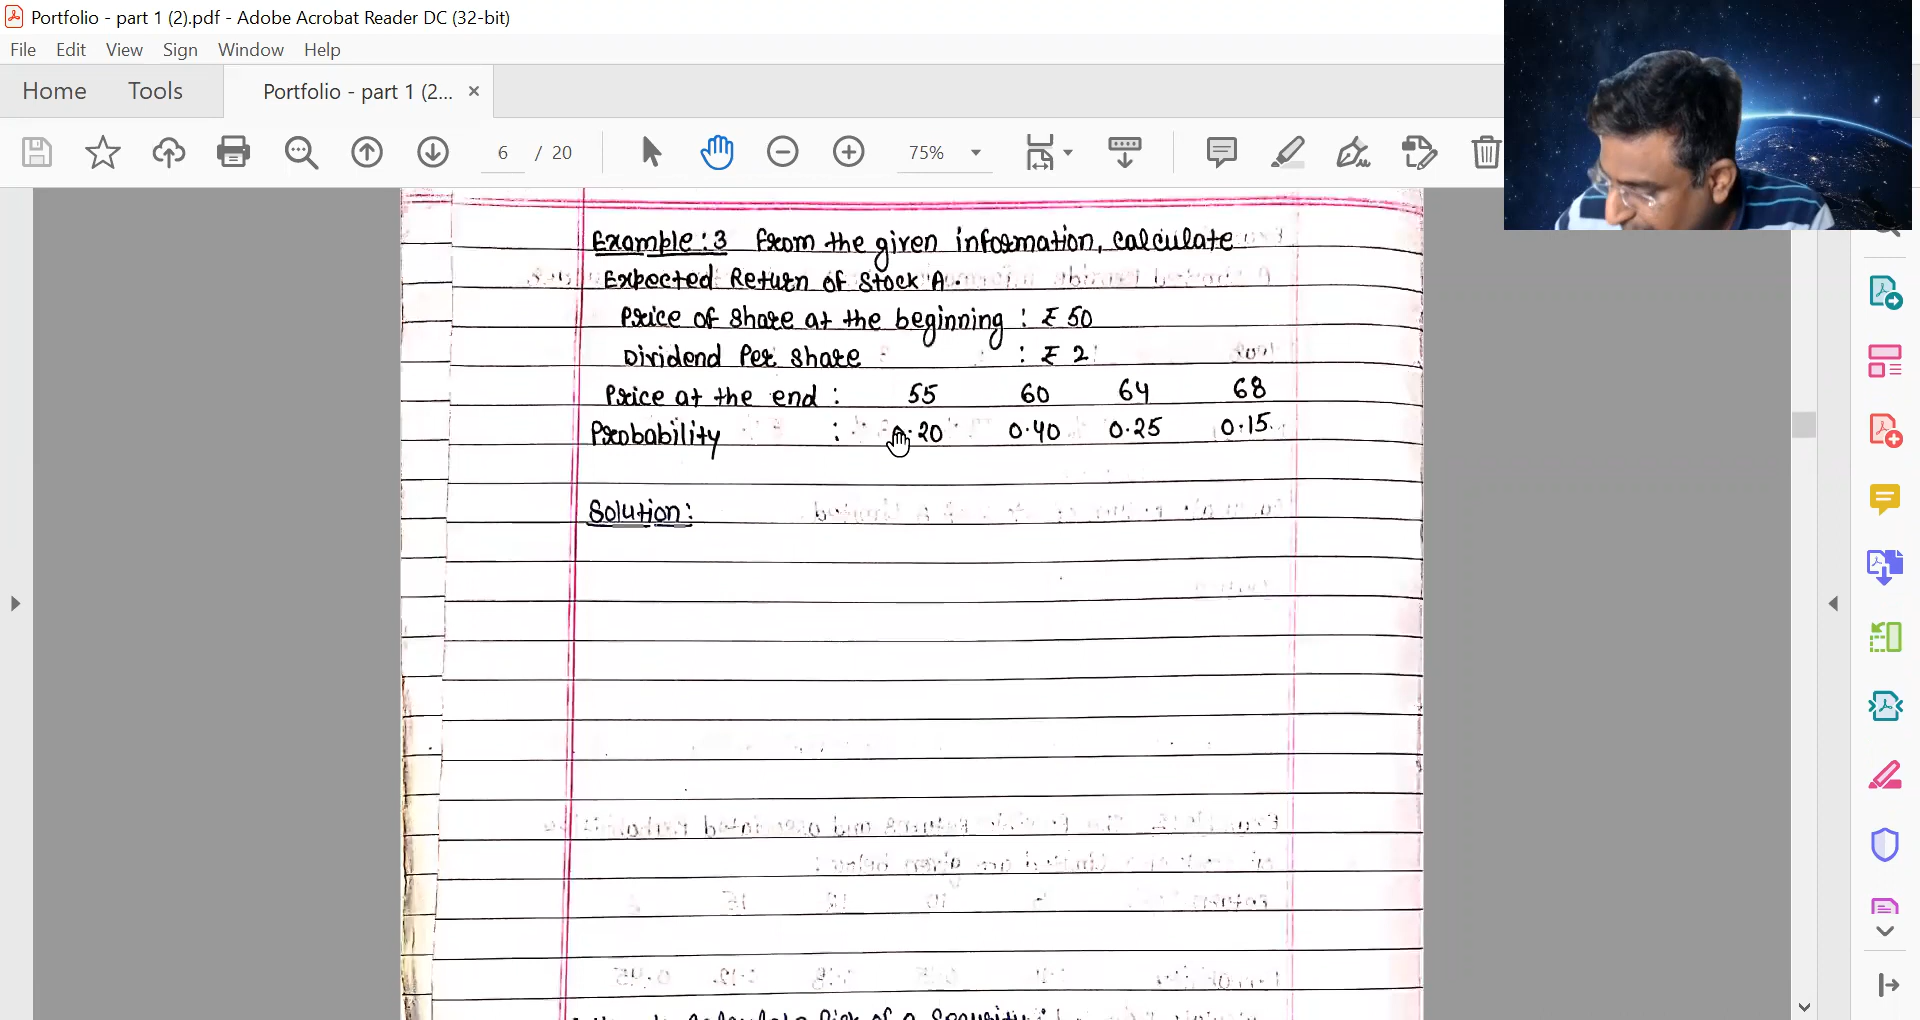 Portfolio - part 1 (2).pdf - Adobe Acrobat Reader DC (32-bit)
File Edit View Sign Window Help
Home Tools Portfolio - part 1 (2... ×
6 / 20 75%
Example: 3 From the given information, calculate
Expected Return of Stock A.
Price of share at the beginning : ₹ 50
Dividend Per share : ₹ 2
Price at the end : 55 60 64 68
Probability : 0.20 0.40 0.25 0.15
Solution: